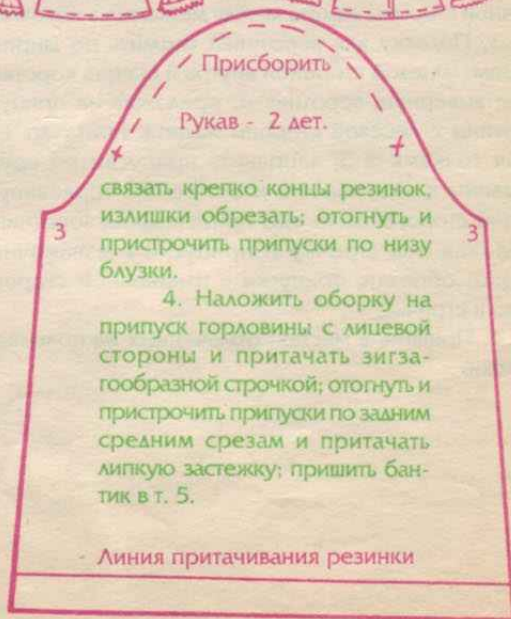 Присборить
Рукав - 2 дет.
3
3
связать крепко концы резинок,
излишки обрезать; отогнуть и
пристрочить припуски по низу
блузки.
4. Наложить оборку на
припуск горловины с лицевой
стороны и притачать зигза-
гообразной строчкой; отогнуть и
пристрочить припуски по задним
средним срезам и притачать
липкую застежку; пришить бан-
тик в т. 5.
Линия притачивания резинки